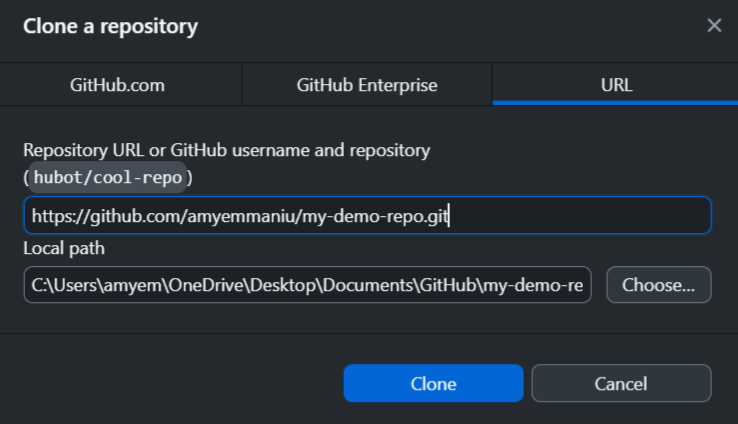 Clone a repository
GitHub.com
GitHub Enterprise
URL
Repository URL or GitHub username and repository
(hubot/cool-repo)
https://github.com/amyemmaniu/my-demo-repo.git
Local path
C:\Users\amyem\OneDrive\Desktop\Documents\GitHub\my-demo-re
Choose...
Clone
Cancel